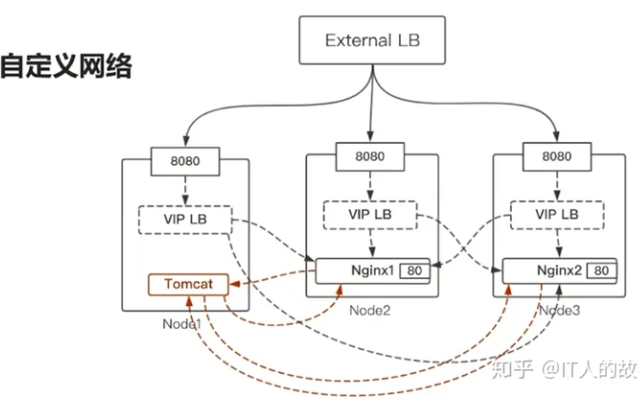 External LB
自定义网络
8080
8080
8080
VIP LB
VIP LB
VIP LB
Nginx1 80
Nginx2 80
Tomcat
Node1
Node2
Node3
知乎 @IT人的故